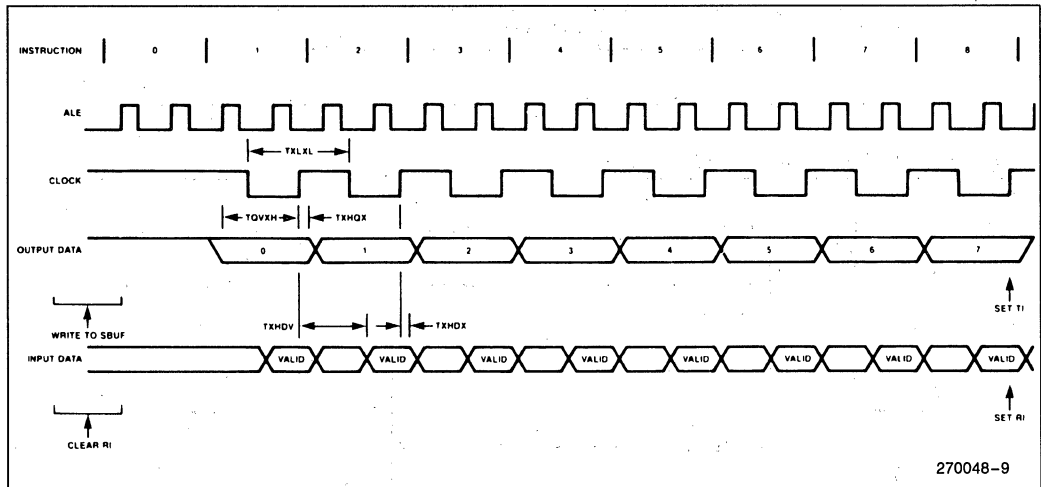 INSTRUCTION 0 1 2 3 4 5 6 7 8
ALE
TXLXL
CLOCK
TQVXH TXHQX
OUTPUT DATA 0 1 2 3 4 5 6 7
WRITE TO SBUF
SET TI
TXHDV TXHDX
INPUT DATA VALID VALID VALID VALID VALID VALID VALID VALID
CLEAR RI
SET RI
270048-9